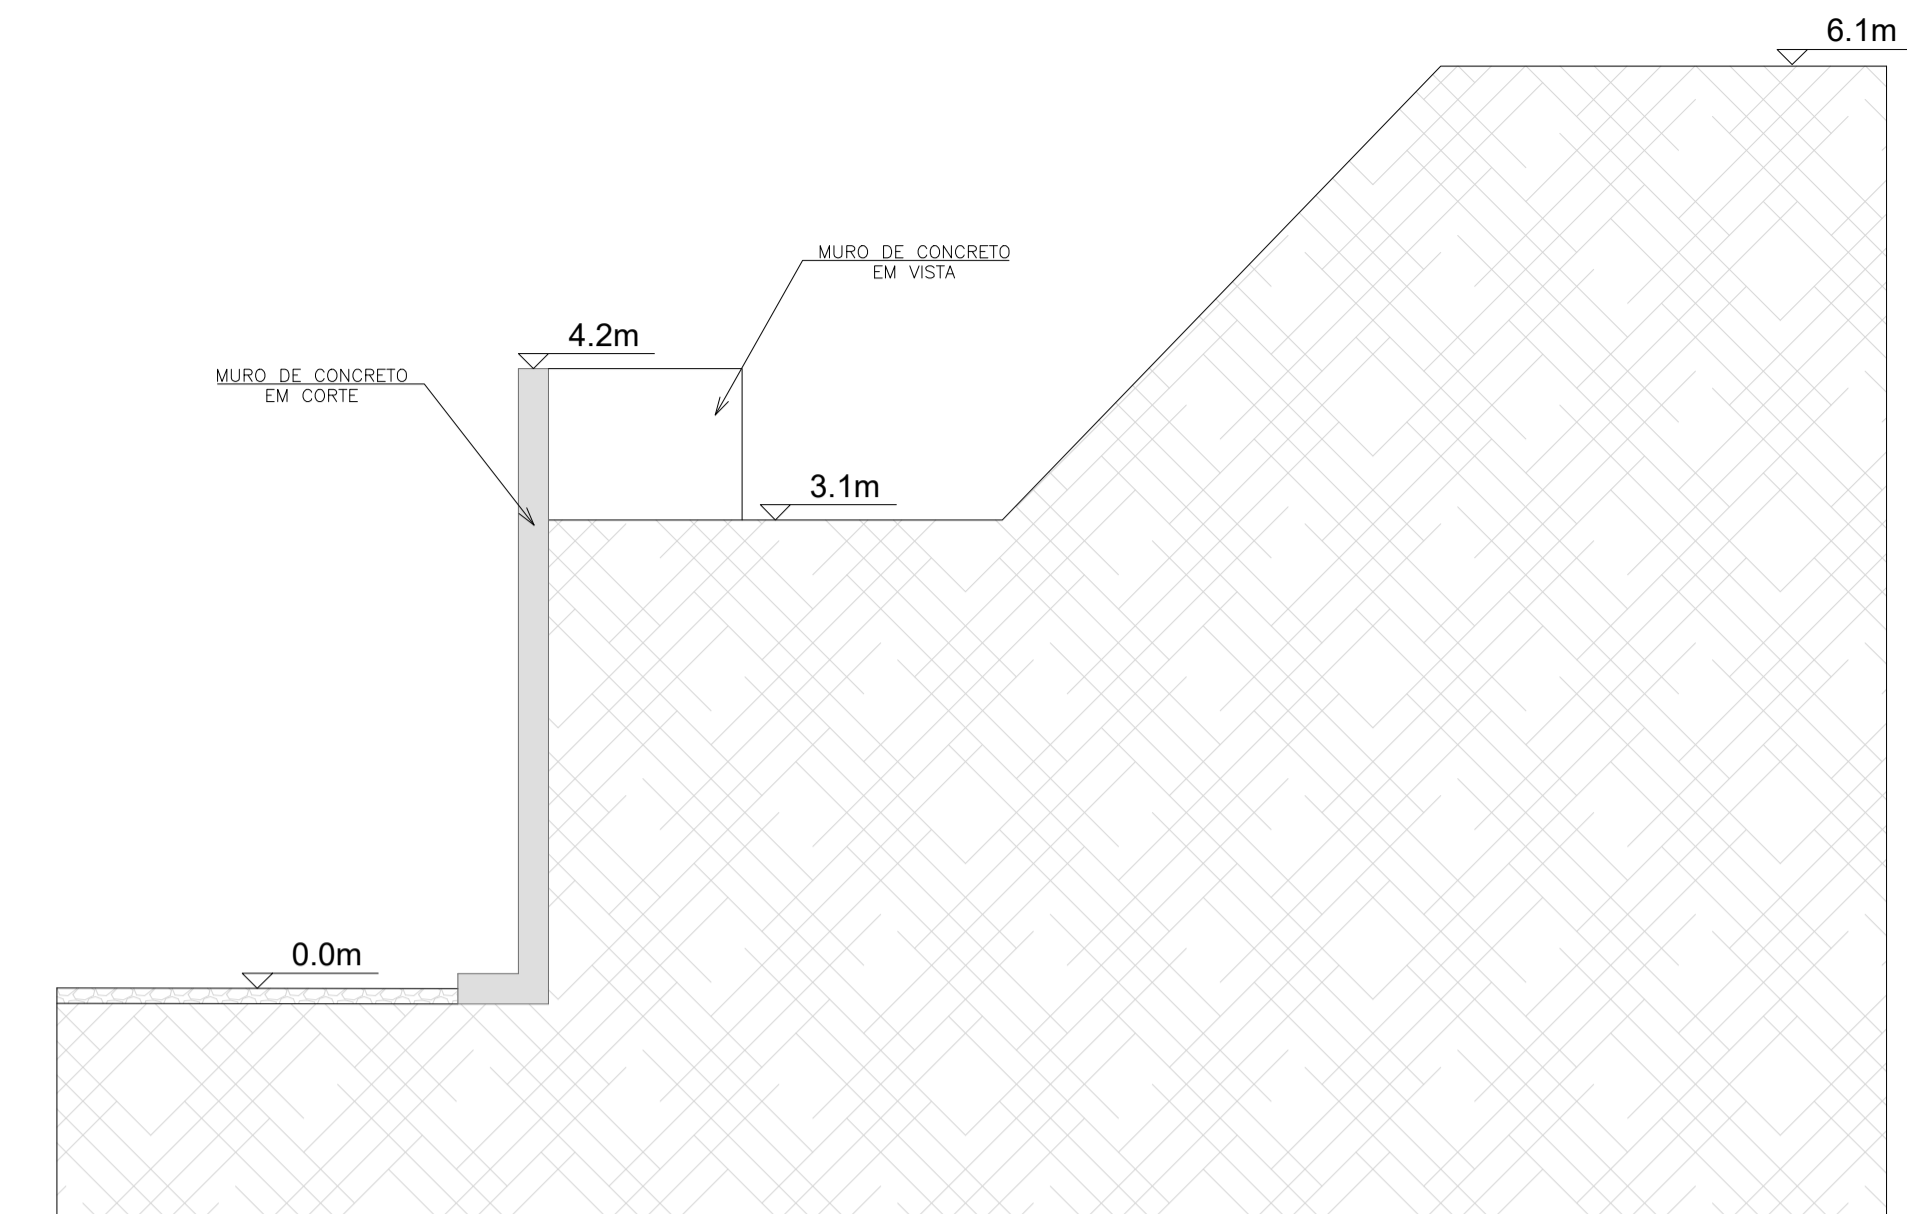 6.1m
MURO DE CONCRETO
EM VISTA
4.2m
MURO DE CONCRETO
EM CORTE
3.1m
0.0m